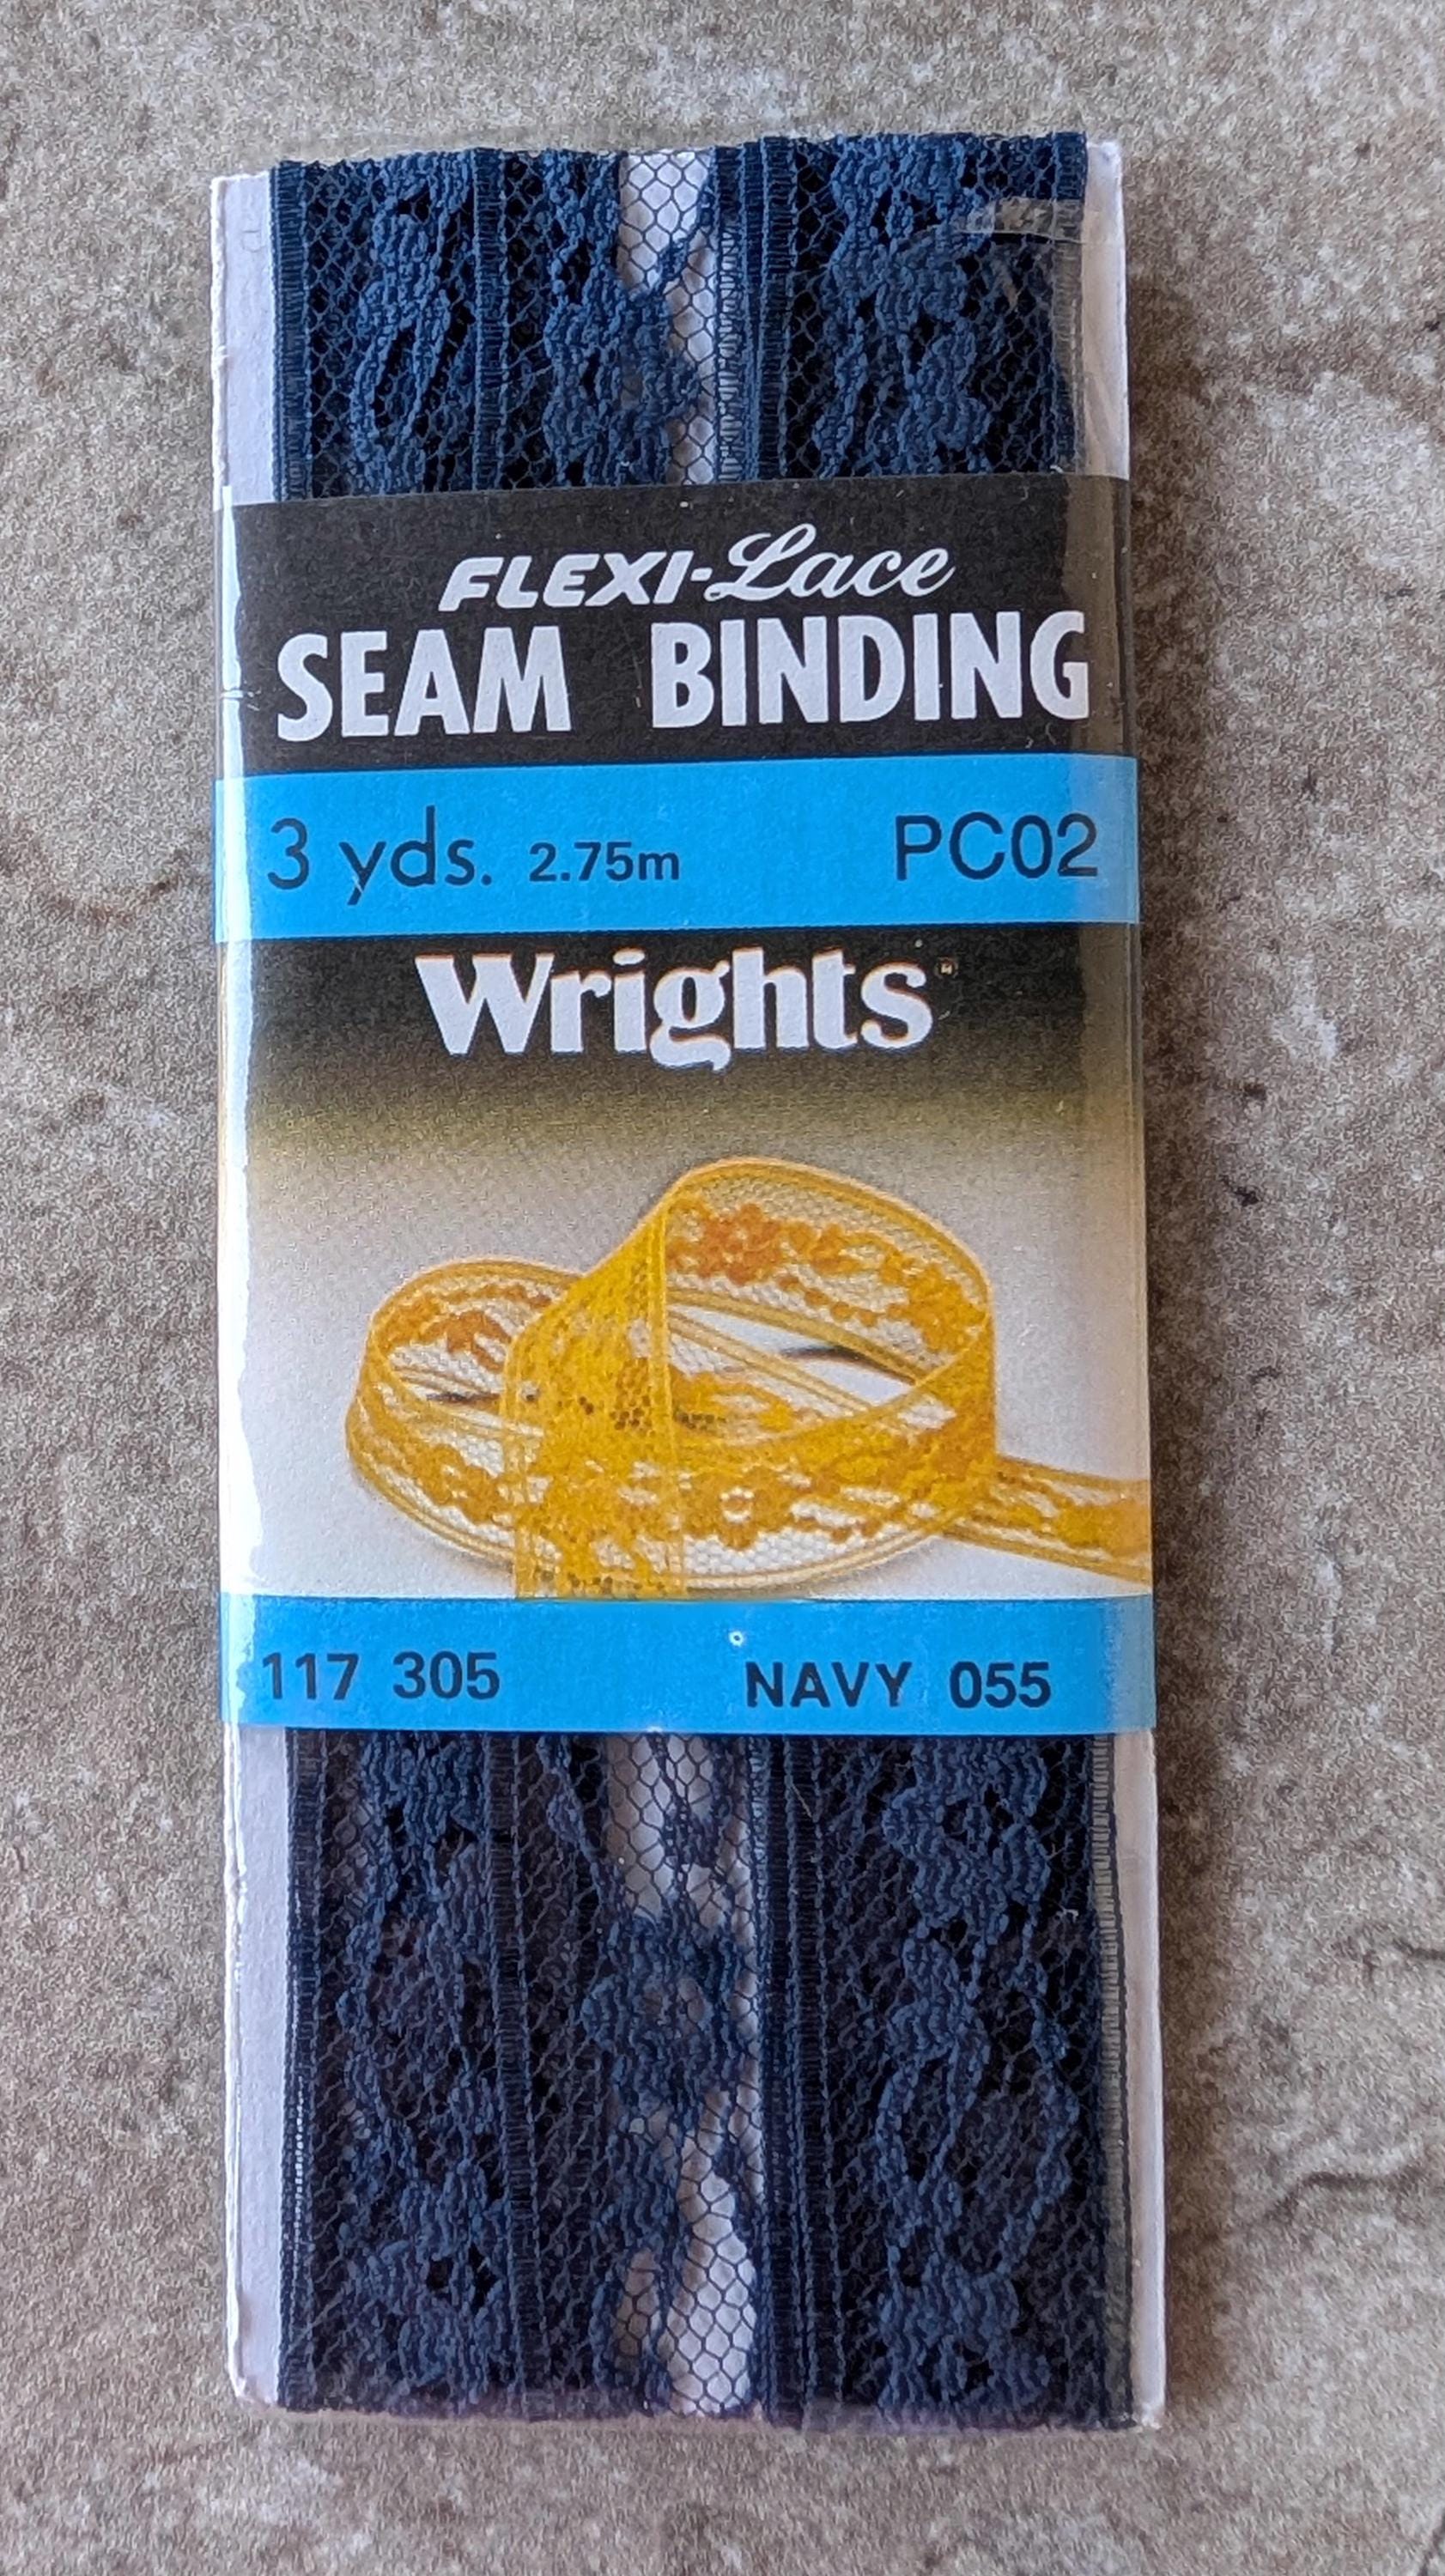 FLEXI-Lace
SEAM BINDING
3 yds. 2.75m PC02
Wrights®
117 305 NAVY 055